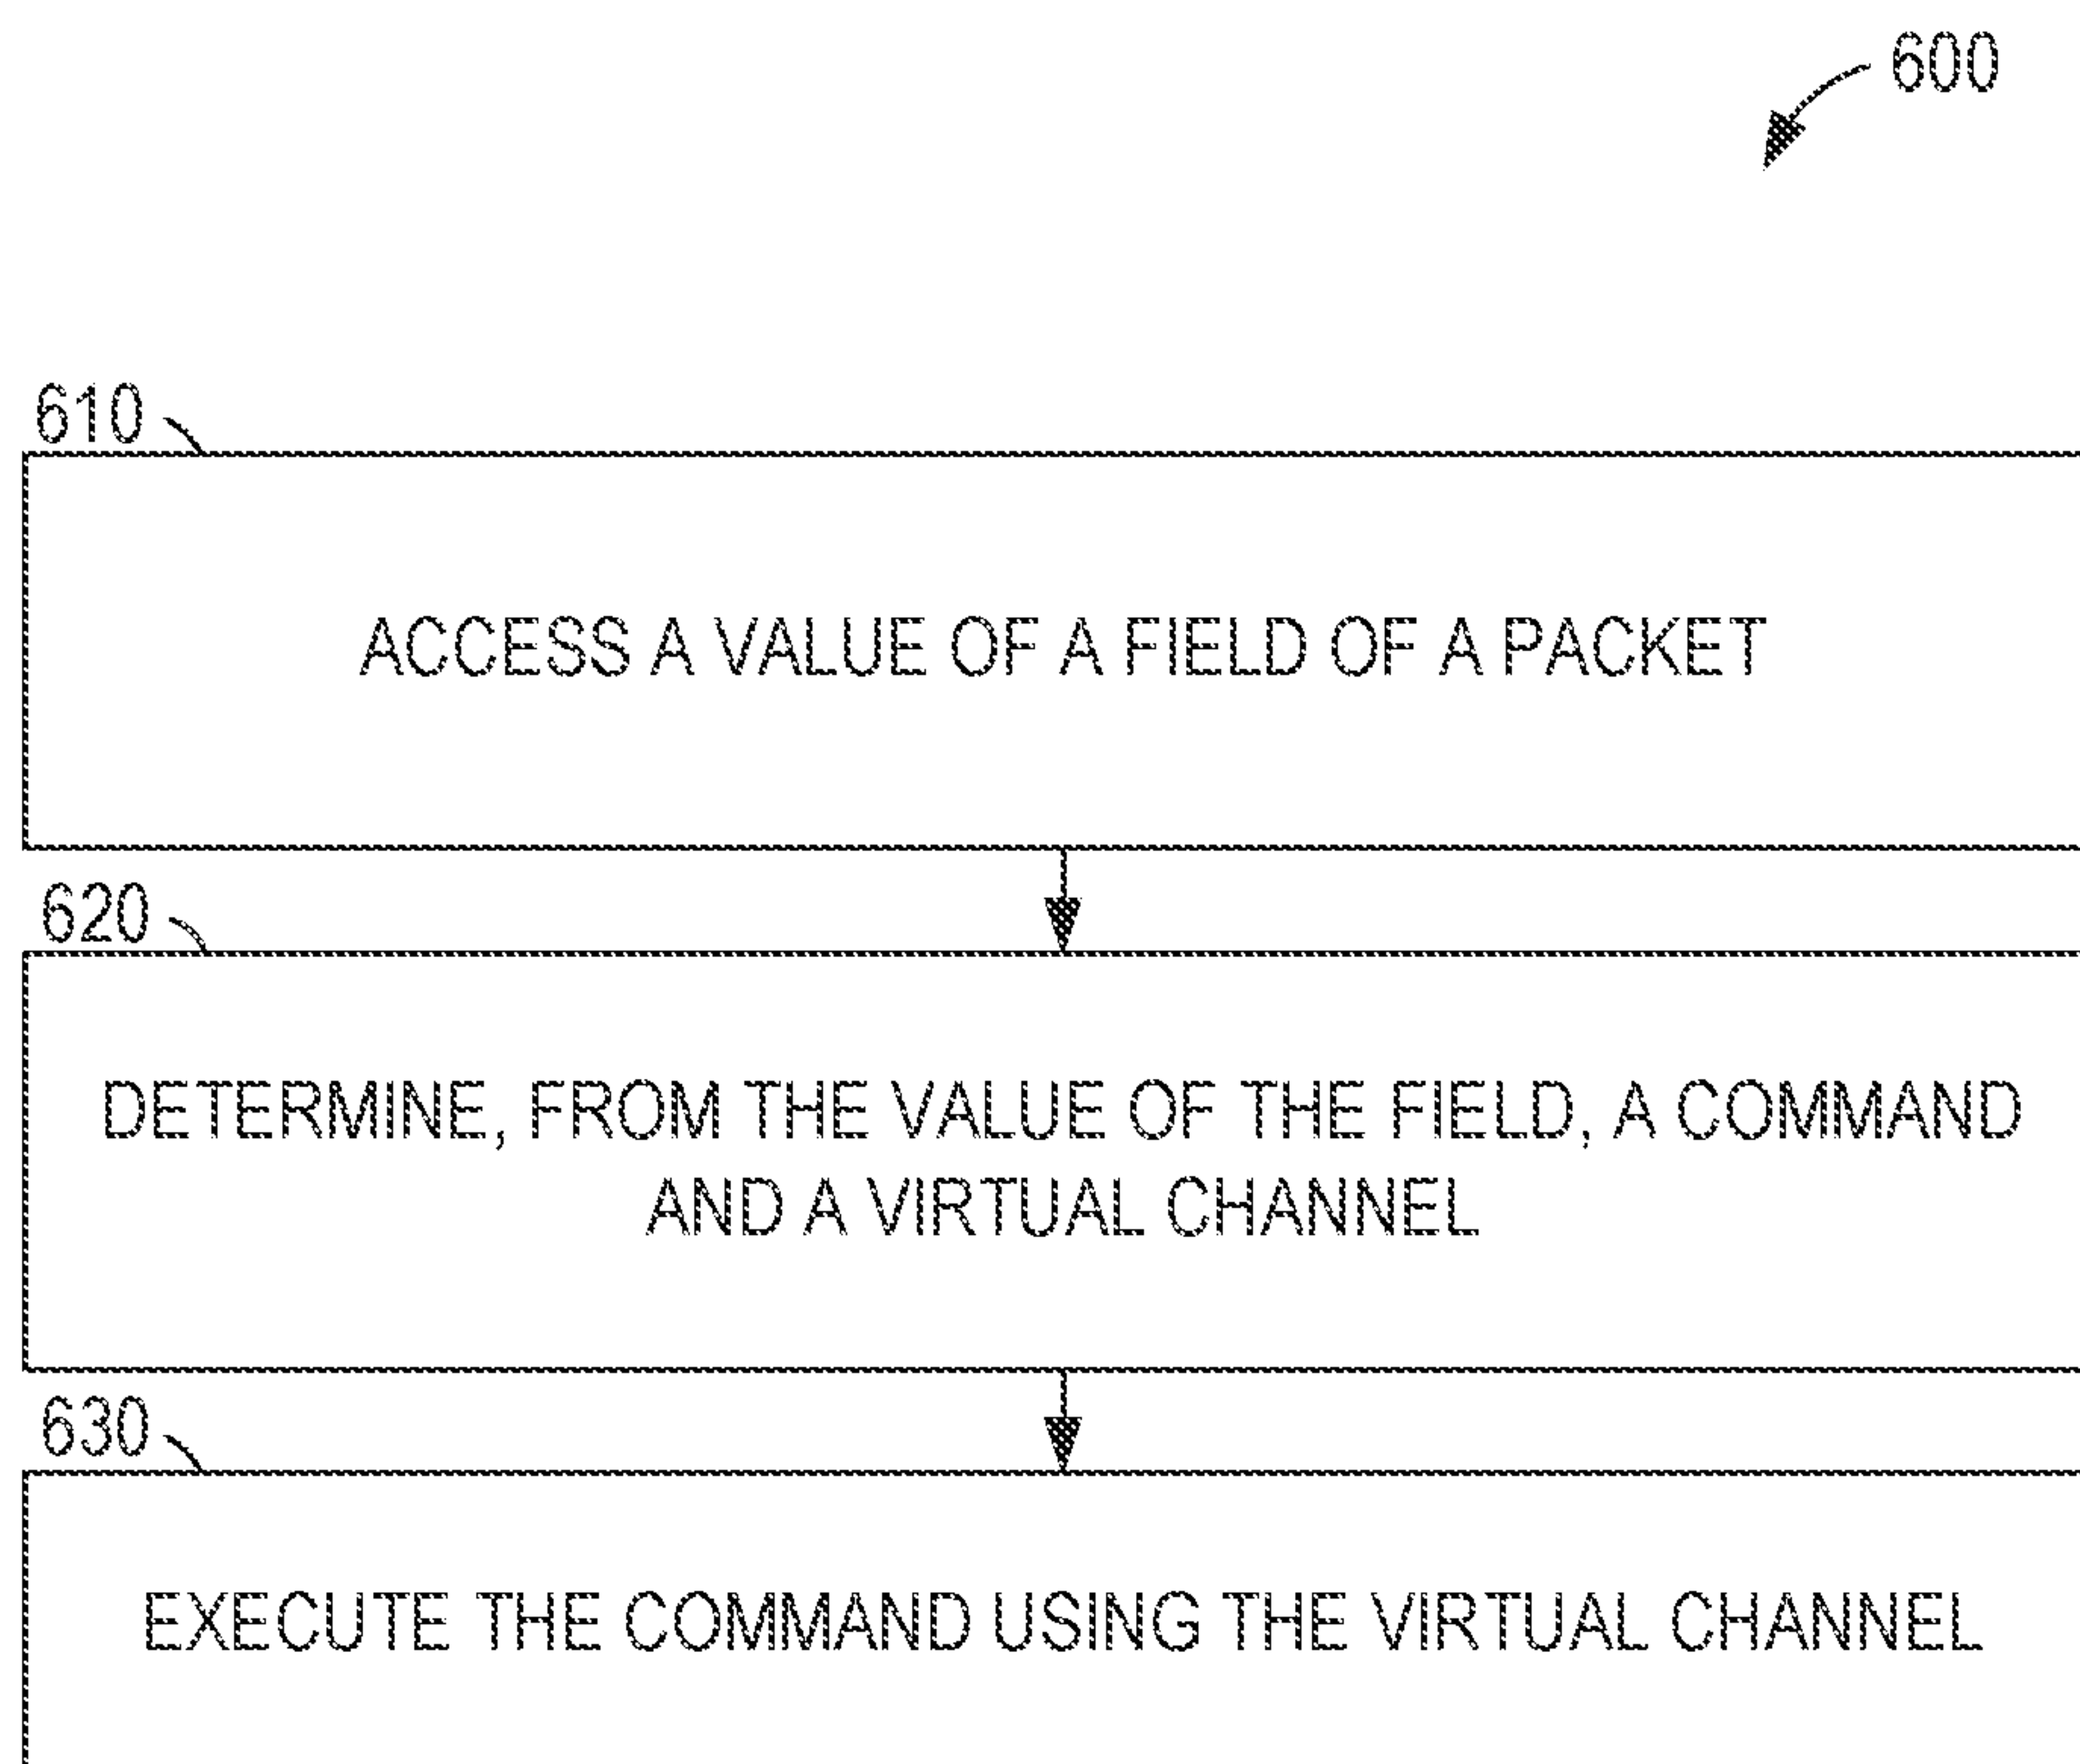 600
610
ACCESS A VALUE OF A FIELD OF A PACKET
620
DETERMINE, FROM THE VALUE OF THE FIELD, A COMMAND
AND A VIRTUAL CHANNEL
630
EXECUTE THE COMMAND USING THE VIRTUAL CHANNEL